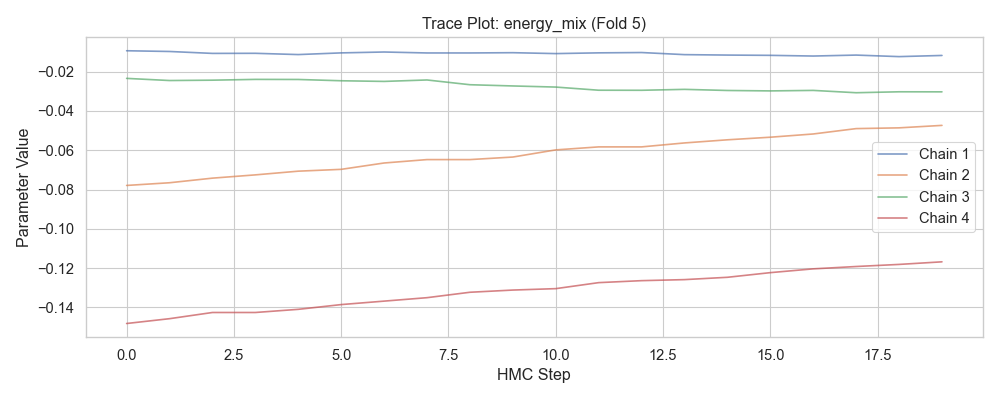 Trace Plot: energy_mix (Fold 5)
Parameter Value
−0.02
−0.04
−0.06
−0.08
−0.10
−0.12
−0.14
Chain 1
Chain 2
Chain 3
Chain 4
0.0 2.5 5.0 7.5 10.0 12.5 15.0 17.5
HMC Step